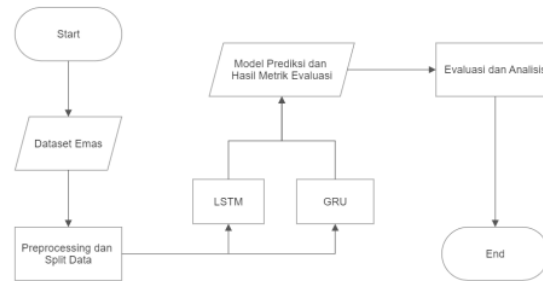 Start
Dataset Emas
Preprocessing dan
Split Data
LSTM
GRU
Model Prediksi dan
Hasil Metrik Evaluasi
Evaluasi dan Analisis
End